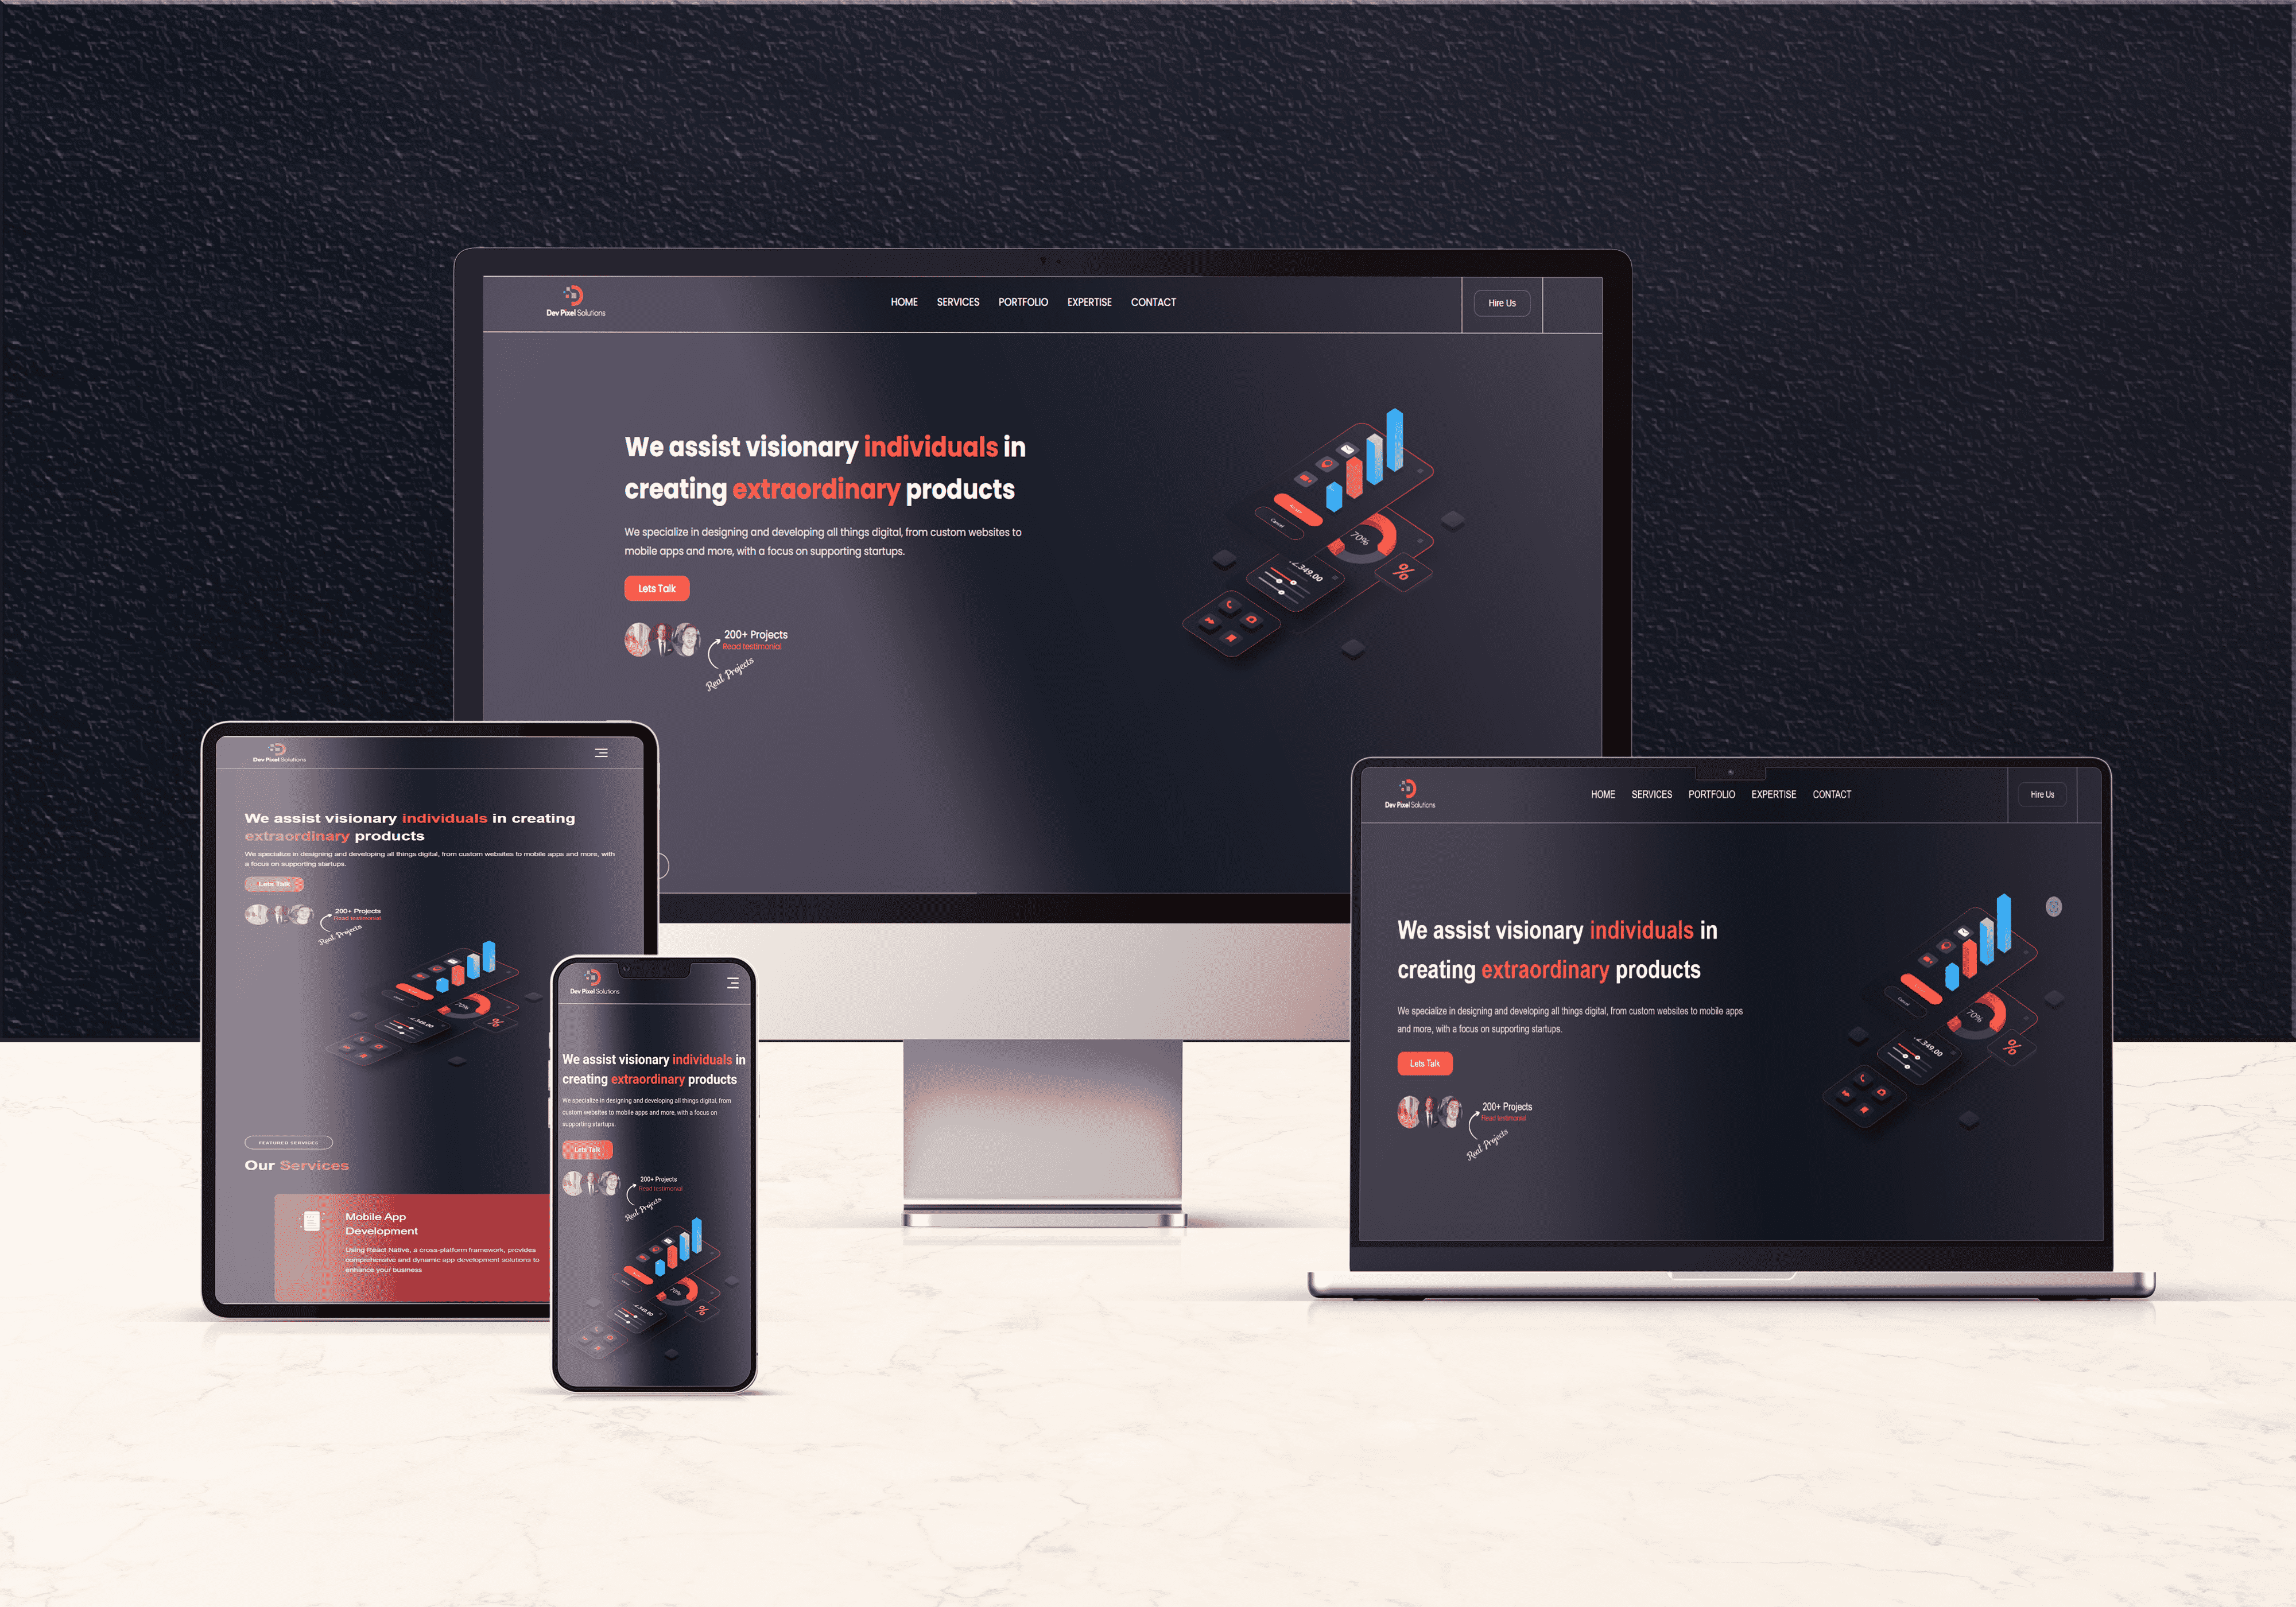 Dev Pixel Solutions
HOME SERVICES PORTFOLIO EXPERTISE CONTACT
Hire Us
We assist visionary individuals in
creating extraordinary products
We specialize in designing and developing all things digital, from custom websites to
mobile apps and more, with a focus on supporting startups.
Lets Talk
200+ Projects
Read testimonial
Real Projects
Cancel
70%
%
Dev Pixel Solutions
We assist visionary individuals in creating
extraordinary products
We specialize in designing and developing all things digital, from custom websites to mobile apps and more, with
a focus on supporting startups.
Lets Talk
200+ Projects
Read testimonial
Real Projects
70%
%
FEATURED SERVICES
Our Services
Mobile App
Development
Using React Native, a cross-platform framework, provides
comprehensive and dynamic app development solutions to
enhance your business
Dev Pixel Solutions
We assist visionary individuals in
creating extraordinary products
We specialize in designing and developing all things digital, from
custom websites to mobile apps and more, with a focus on
supporting startups.
Lets Talk
200+ Projects
Read testimonial
Real Projects
70%
%
Dev Pixel Solutions
HOME SERVICES PORTFOLIO EXPERTISE CONTACT
Hire Us
We assist visionary individuals in
creating extraordinary products
We specialize in designing and developing all things digital, from custom websites to mobile apps
and more, with a focus on supporting startups.
Lets Talk
200+ Projects
Read testimonial
Real Projects
Cancel
70%
%